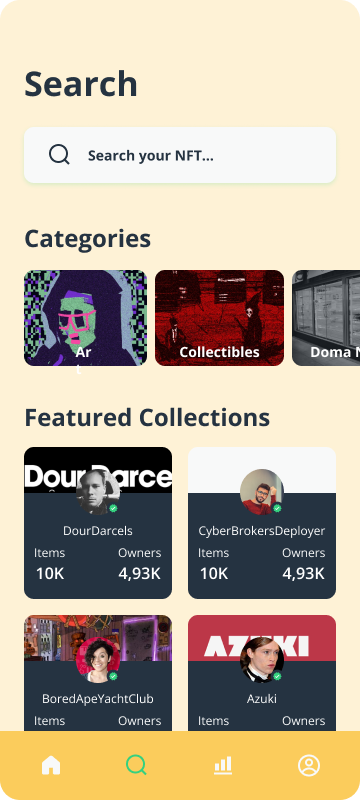 Search
Search your NFT...
Categories
Ar
t
Collectibles
Doma N
Featured Collections
DourDarce
DourDarcels
CyberBrokersDeployer
Items Owners Items Owners
10K 4,93K 10K 4,93K
AZUKI
BoredApeYachtClub
Azuki
Items Owners Items Owners